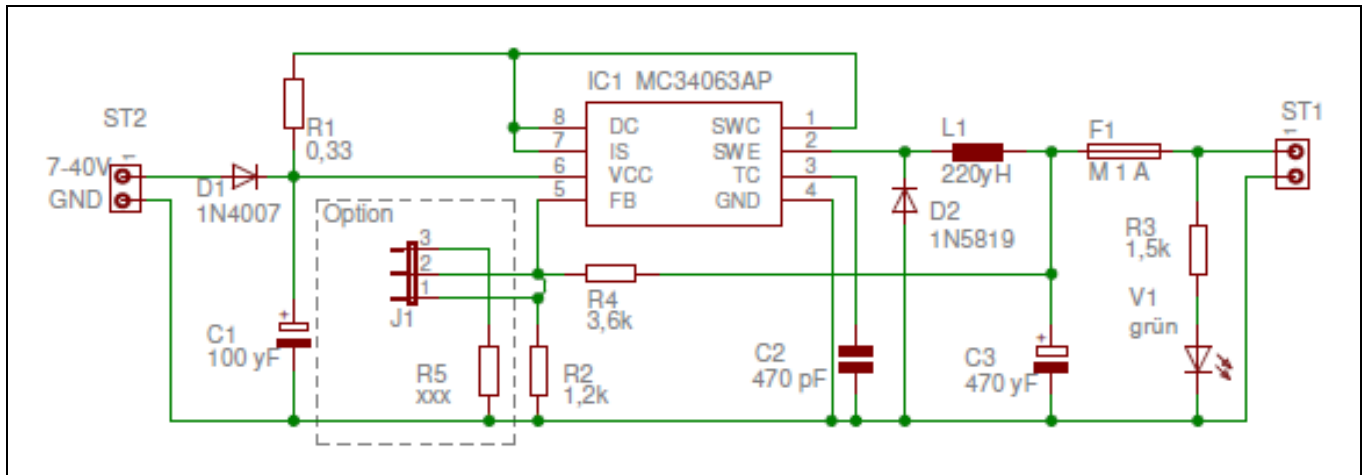 ST2
7-40V
GND
1
D1
1N4007
R1
0,33
C1
100 yF
Option
3
2
1
J1
R5
xxx
R2
1,2k
R4
3,6k
IC1 MC34063AP
8 DC SWC 1
7 IS SWE 2
6 VCC TC 3
5 FB GND 4
C2
470 pF
D2
1N5819
L1
220yH
C3
470 yF
F1
M 1 A
R3
1,5k
V1
grün
ST1
1